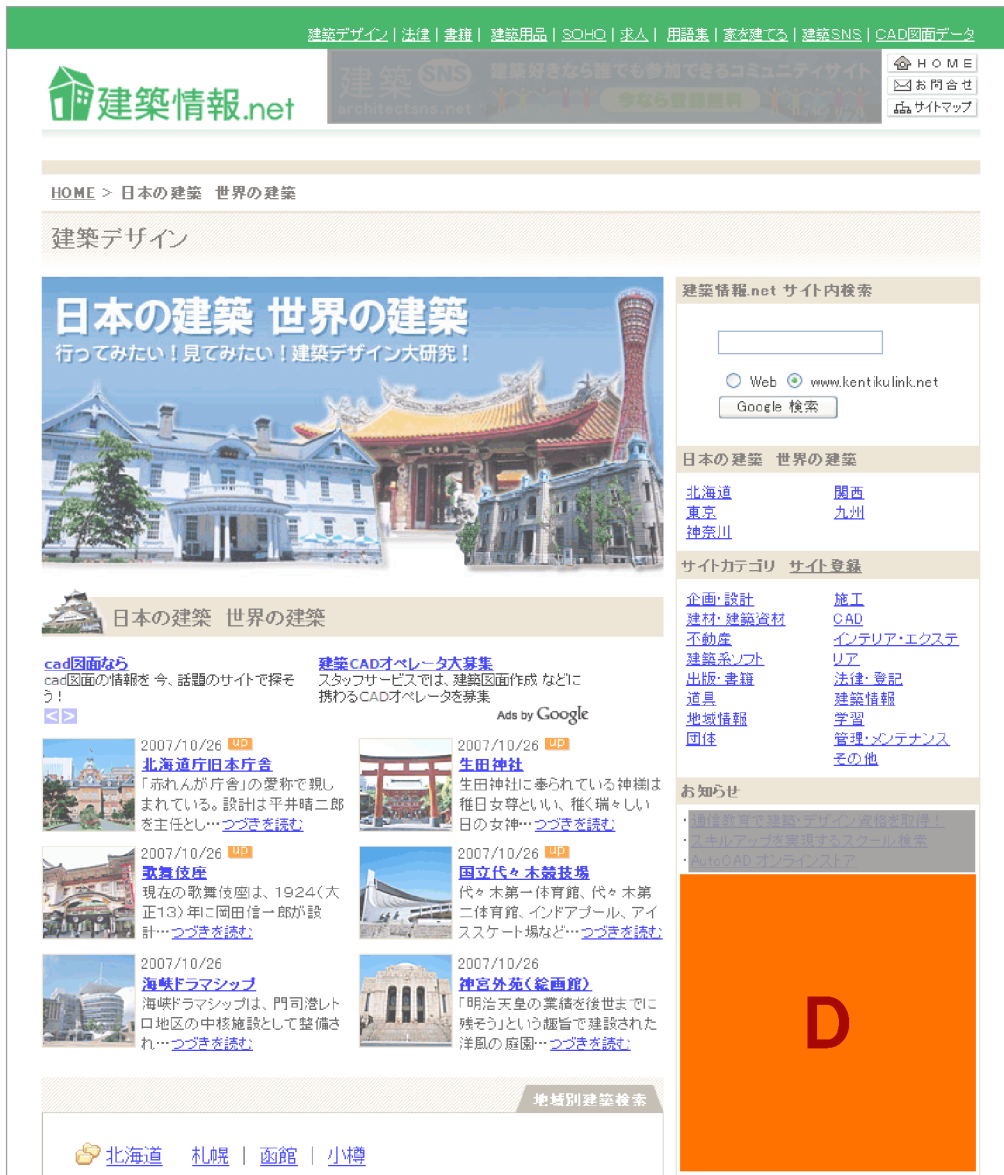 建築デザイン | 法律 | 書籍 | 建築用品 | SOHO | 求人 | 用語集 | 家を建てる | 建築SNS | CAD図面データ
建築情報.net
建築 SNS 建築好きなら誰でも参加できるコミュニティサイト
architectsns.net 今なら登録無料
HOME
お問合せ
サイトマップ
HOME > 日本の建築 世界の建築
建築デザイン
日本の建築 世界の建築
行ってみたい!見てみたい!建築デザイン大研究!
日本の建築 世界の建築
cad図面なら
cad図面の情報を 今、話題のサイトで探そ
う!
建築CADオペレータ大募集
スタッフサービスでは、建築図面作成 などに
携わるCADオペレータを募集
Ads by Google
2007/10/26 up
北海道庁旧本庁舎
「赤れんが庁舎」の愛称で親し
まれている。設計は平井晴二郎
を主任とし…つづきを読む
2007/10/26 up
生田神社
生田神社に奉られている神様は
稚日女尊といい、稚く瑞々しい
日の女神…つづきを読む
2007/10/26 up
歌舞伎座
現在の歌舞伎座は、1924(大
正13)年に岡田信一郎が設
計…つづきを読む
2007/10/26 up
国立代々木競技場
代々木第一体育館、代々木第
二体育館、インドアプール、アイ
ススケート場など…つづきを読む
2007/10/26
海峡ドラマシップ
海峡ドラマシップは、門司港レト
ロ地区の中核施設として整備さ
れ…つづきを読む
2007/10/26
神宮外苑(絵画館)
「明治天皇の業績を後世までに
残そう」という趣旨で建設された
洋風の庭園…つづきを読む
地域別建築検索
北海道 札幌 | 函館 | 小樽
建築情報.net サイト内検索
Web www.kentikulink.net
Google 検索
日本の建築 世界の建築
北海道
東京
神奈川
関西
九州
サイトカテゴリ サイト登録
企画・設計
建材・建築資材
不動産
建築系ソフト
出版・書籍
道具
地域情報
団体
施工
CAD
インテリア・エクステ
リア
法律・登記
建築情報
学習
管理・メンテナンス
その他
お知らせ
・通信教育で建築・デザイン資格を取得!
・スキルアップを実現するスクール検索
・AutoCAD オンラインストア
D